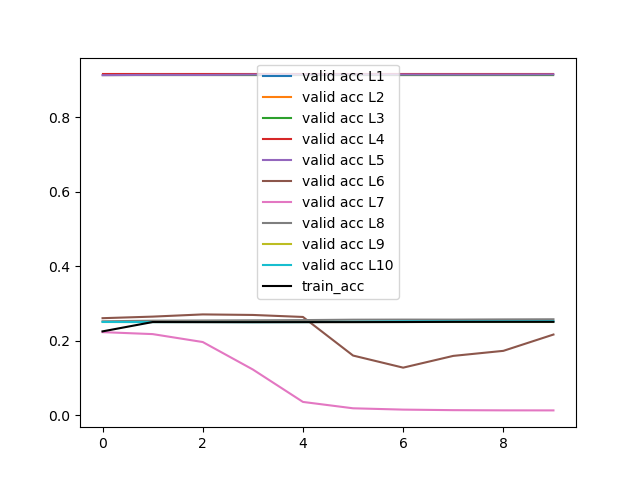 valid acc L1
valid acc L2
valid acc L3
valid acc L4
valid acc L5
valid acc L6
valid acc L7
valid acc L8
valid acc L9
valid acc L10
train_acc
0.8
0.6
0.4
0.2
0.0
0 2 4 6 8